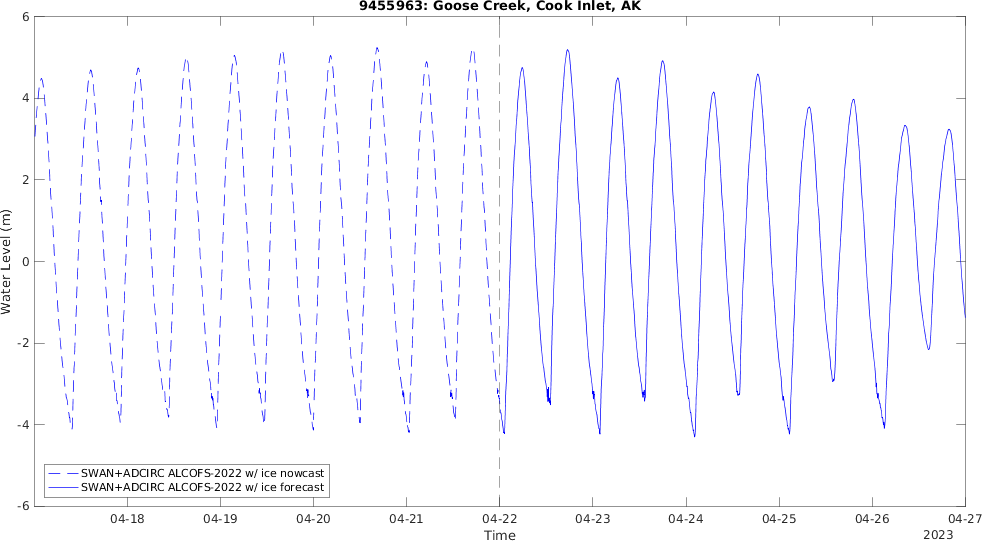 9455963: Goose Creek, Cook Inlet, AK
6
4
2
0
-2
-4
-6
Water Level (m)
SWAN+ADCIRC ALCOFS-2022 w/ ice nowcast
SWAN+ADCIRC ALCOFS-2022 w/ ice forecast
04-18 04-19 04-20 04-21 04-22 04-23 04-24 04-25 04-26 04-27
Time
2023